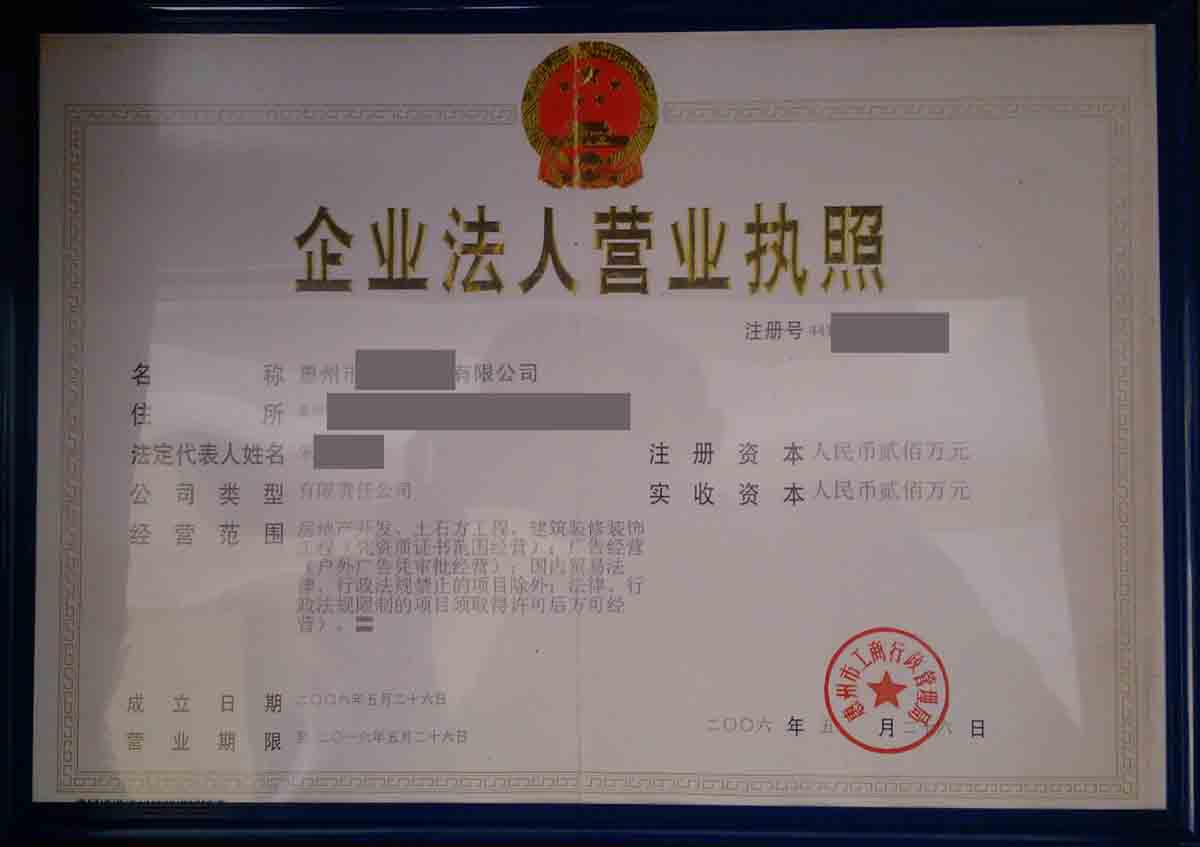 企业法人营业执照
注册号 44
名称 惠州市 有限公司
住所
法定代表人姓名
注册资本 人民币贰佰万元
公司类型 有限责任公司
实收资本 人民币贰佰万元
经营范围 房地产开发、土石方工程、建筑装修装饰
工程（凭资质证书范围经营）；广告经营
（户外广告凭审批经营）；国内贸易（法
律、行政法规禁止的项目除外；法律、行
政法规限制的项目须取得许可后方可经
营）。
成立日期 二〇〇六年五月二十六日
营业期限 至 二〇一六年五月二十六日
惠州市工商行政管理局
二〇〇六 年 五 月 二十六 日